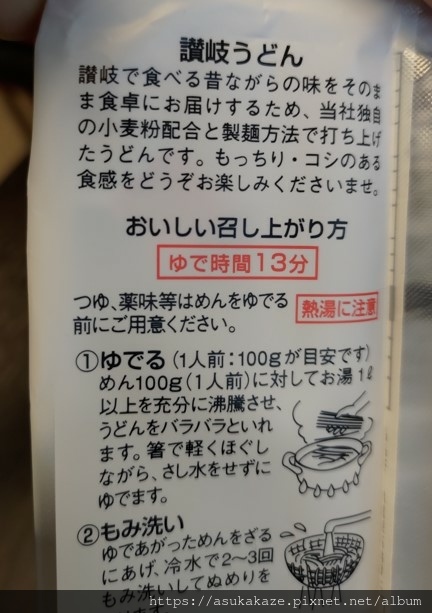 讃岐うどん
讃岐で食べる昔ながらの味をそのま
ま食卓にお届けするため、当社独自
の小麦粉配合と製麺方法で打ち上げ
たうどんです。もっちり・コシのある
食感をどうぞお楽しみくださいませ。
おいしい召し上がり方
ゆで時間13分
つゆ、薬味等はめんをゆでる
前にご用意ください。
熱湯に注意
①ゆでる(1人前:100gが目安です)
めん100g(1人前)に対してお湯1ℓ
以上を充分に沸騰させ、
うどんをバラバラといれ
ます。箸で軽くほぐし
ながら、さし水をせずに
ゆでます。
②もみ洗い
ゆであがっためんをざる
にあげ、冷水で2〜3回
もみ洗いしてぬめりを
https://asukakaze.pixnet.net/album